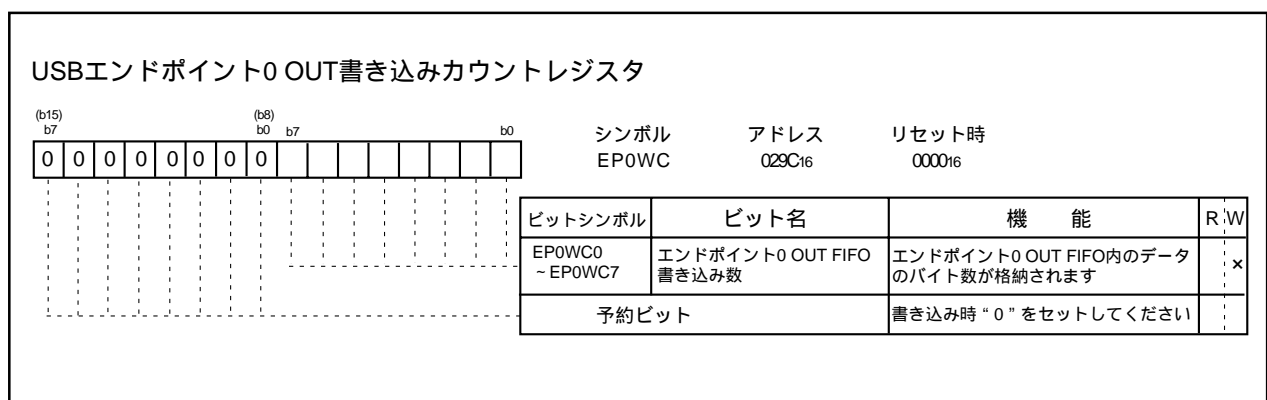 USBエンドポイント0 OUT書き込みカウントレジスタ
(b15) (b8)
b7 b0 b7 b0
0 0 0 0 0 0 0 0
シンボル アドレス リセット時
EP0WC 029C16 000016
ビットシンボル ビット名 機 能 R W
EP0WC0 エンドポイント0 OUT FIFO エンドポイント0 OUT FIFO内のデータ
~ EP0WC7 書き込み数 のバイト数が格納されます ×
予約ビット 書き込み時 “ 0 ” をセットしてください